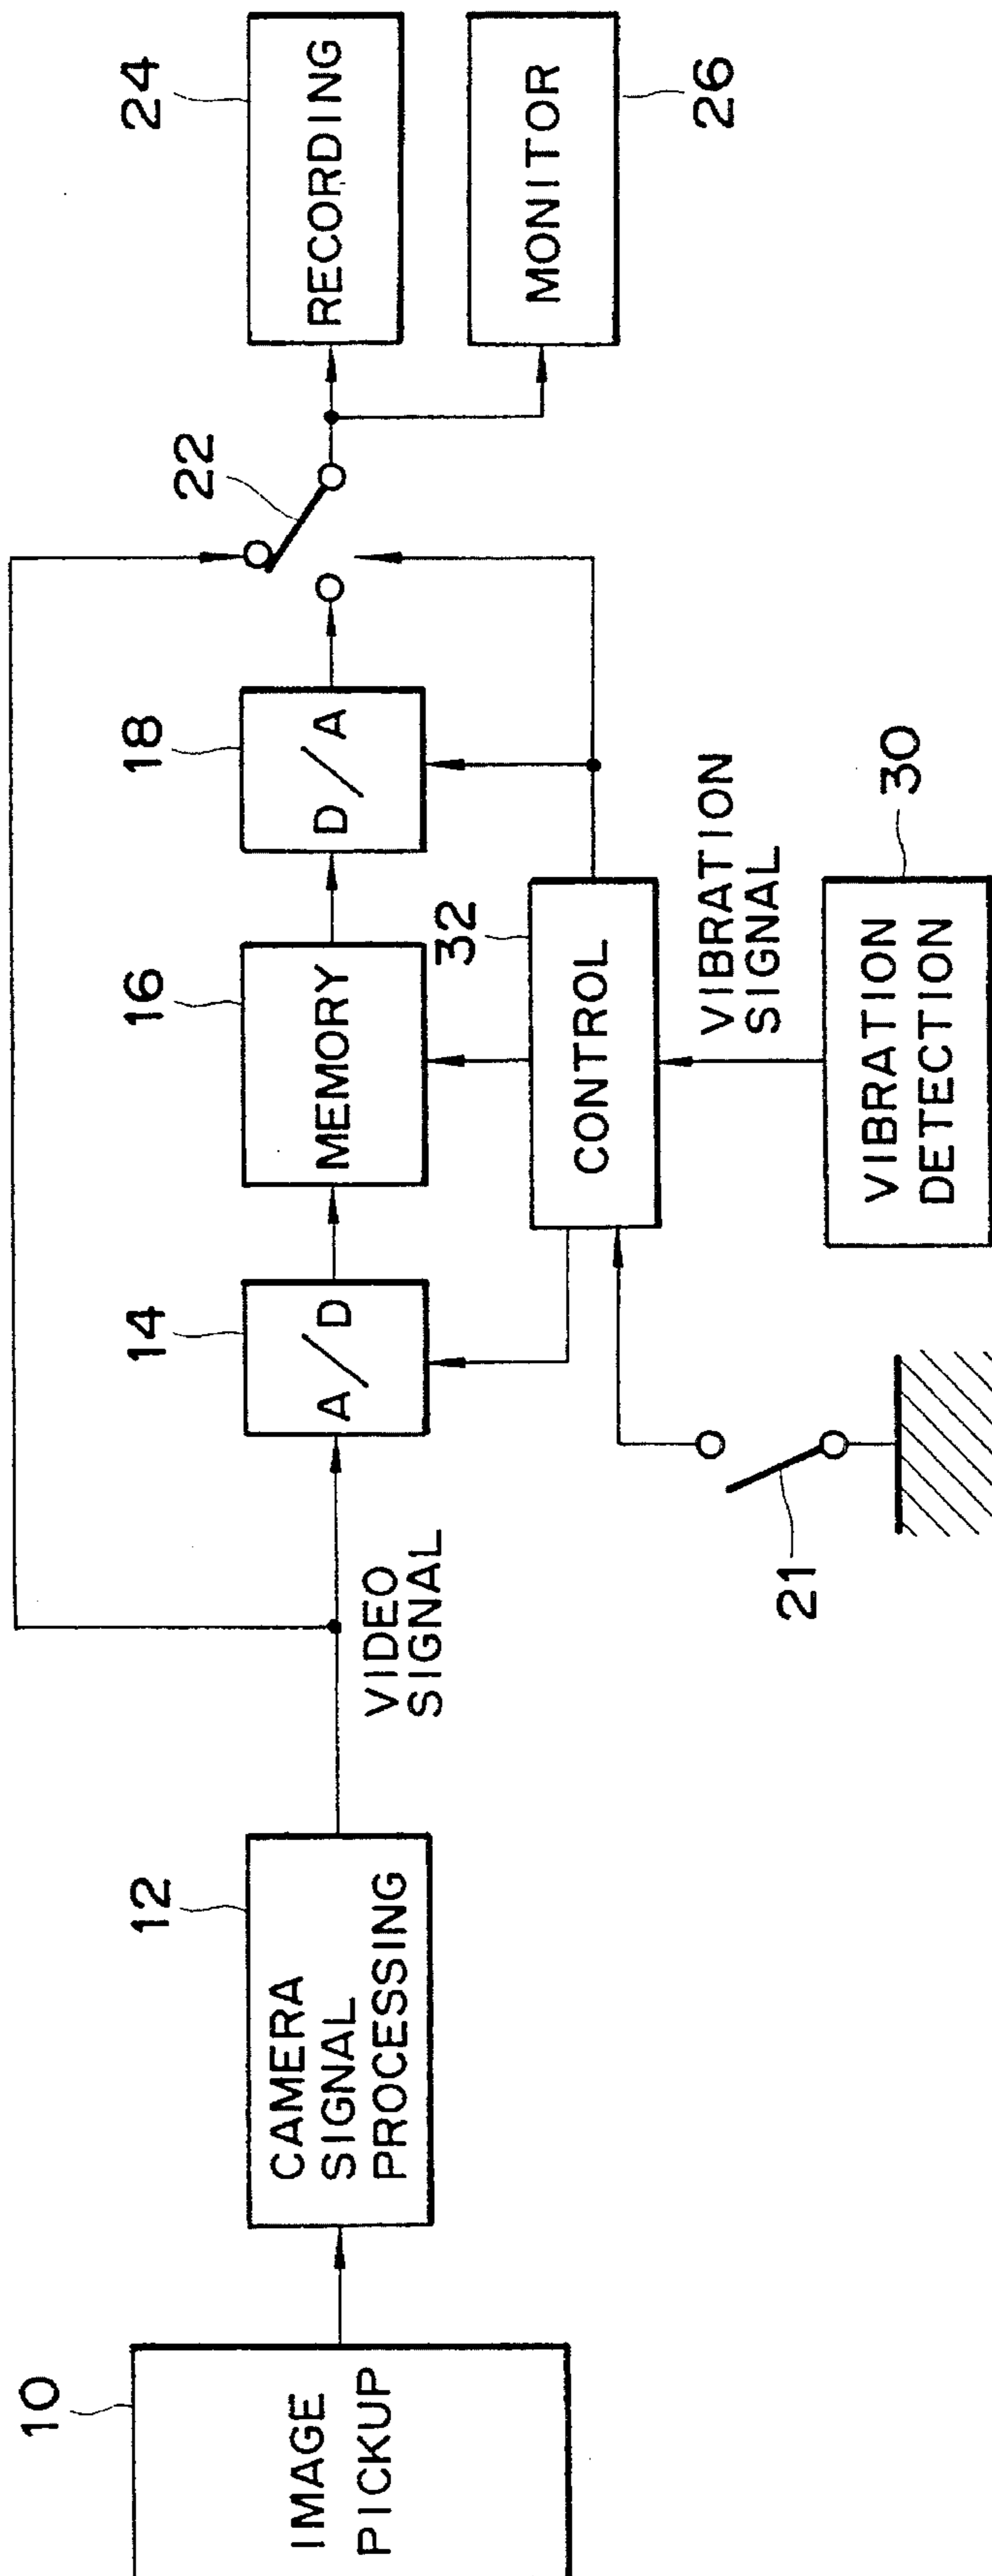 10
IMAGE
PICKUP
12
CAMERA
SIGNAL
PROCESSING
VIDEO
SIGNAL
14
A/D
16
MEMORY
18
D/A
22
24
RECORDING
26
MONITOR
21
32
CONTROL
VIBRATION
SIGNAL
30
VIBRATION
DETECTION